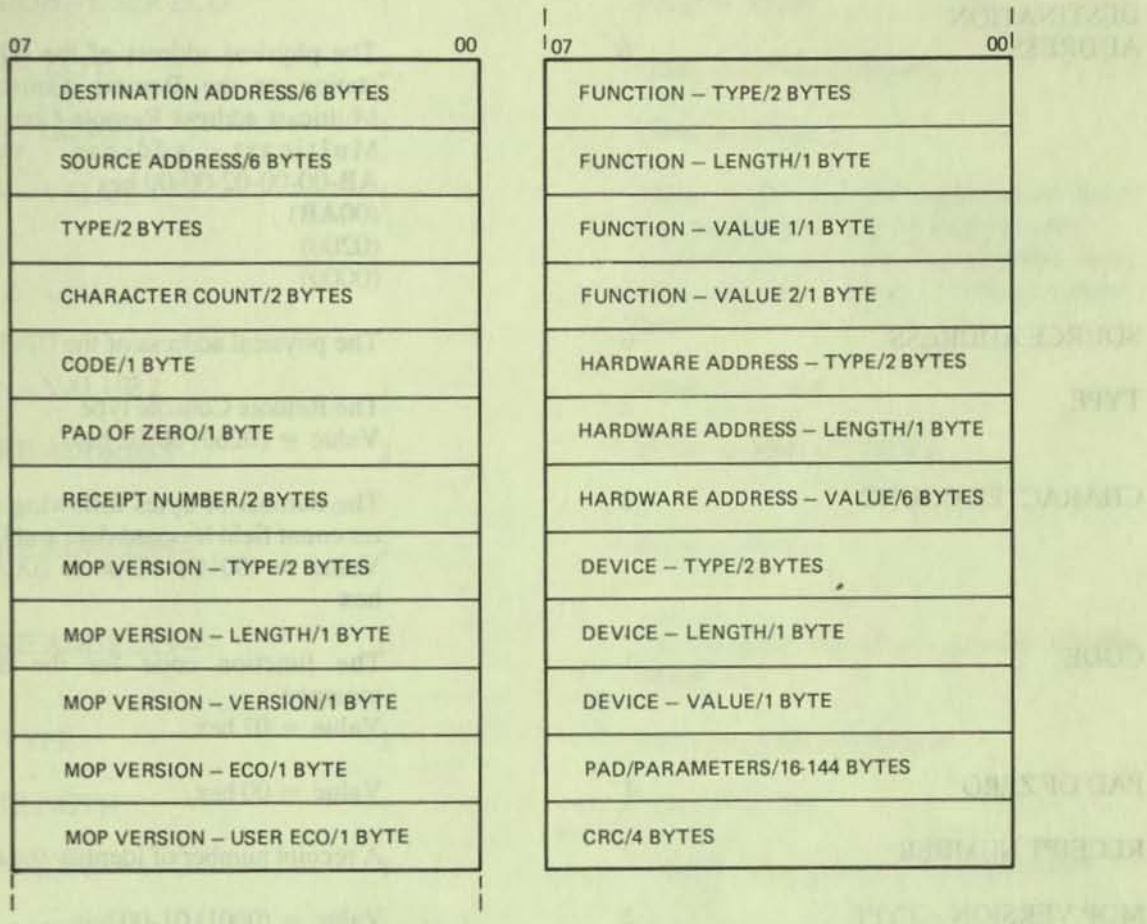 07 00
DESTINATION ADDRESS/6 BYTES
SOURCE ADDRESS/6 BYTES
TYPE/2 BYTES
CHARACTER COUNT/2 BYTES
CODE/1 BYTE
PAD OF ZERO/1 BYTE
RECEIPT NUMBER/2 BYTES
MOP VERSION – TYPE/2 BYTES
MOP VERSION – LENGTH/1 BYTE
MOP VERSION – VERSION/1 BYTE
MOP VERSION – ECO/1 BYTE
MOP VERSION – USER ECO/1 BYTE
07 00
FUNCTION – TYPE/2 BYTES
FUNCTION – LENGTH/1 BYTE
FUNCTION – VALUE 1/1 BYTE
FUNCTION – VALUE 2/1 BYTE
HARDWARE ADDRESS – TYPE/2 BYTES
HARDWARE ADDRESS – LENGTH/1 BYTE
HARDWARE ADDRESS – VALUE/6 BYTES
DEVICE – TYPE/2 BYTES
DEVICE – LENGTH/1 BYTE
DEVICE – VALUE/1 BYTE
PAD/PARAMETERS/16-144 BYTES
CRC/4 BYTES